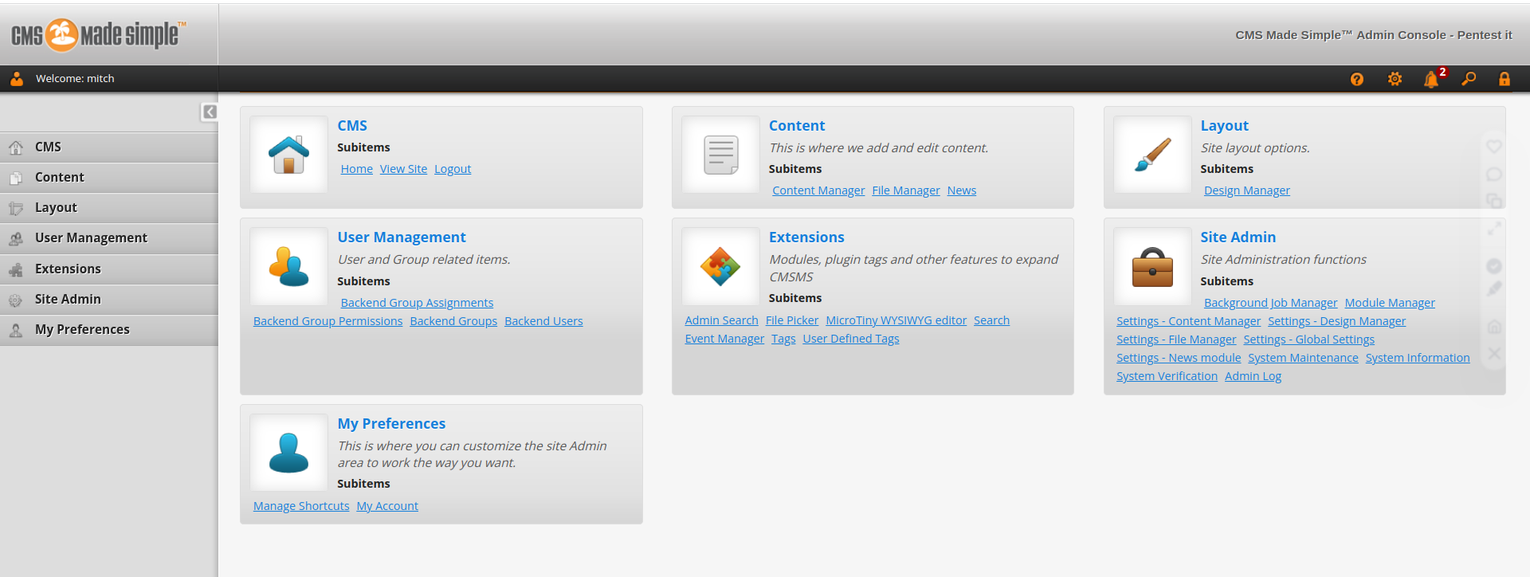 CMS made simple™
CMS Made Simple™ Admin Console - Pentest it
Welcome: mitch
2
CMS
Content
Layout
User Management
Extensions
Site Admin
My Preferences
CMS
Subitems
Home View Site Logout
Content
This is where we add and edit content.
Subitems
Content Manager File Manager News
Layout
Site layout options.
Subitems
Design Manager
User Management
User and Group related items.
Subitems
Backend Group Assignments
Backend Group Permissions Backend Groups Backend Users
Extensions
Modules, plugin tags and other features to expand
CMSMS
Subitems
Admin Search File Picker MicroTiny WYSIWYG editor Search
Event Manager Tags User Defined Tags
Site Admin
Site Administration functions
Subitems
Background Job Manager Module Manager
Settings - Content Manager Settings - Design Manager
Settings - File Manager Settings - Global Settings
Settings - News module System Maintenance System Information
System Verification Admin Log
My Preferences
This is where you can customize the site Admin
area to work the way you want.
Subitems
Manage Shortcuts My Account